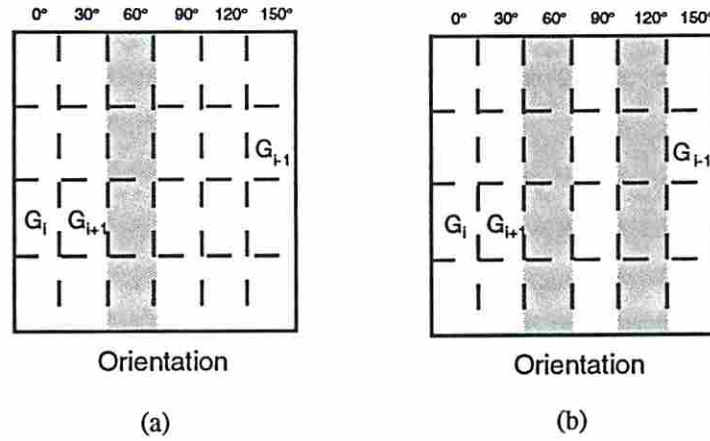 0° 30° 60° 90° 120° 150°
G i-1
G i G i+1
Orientation
(a)
0° 30° 60° 90° 120° 150°
G i-1
G i G i+1
Orientation
(b)